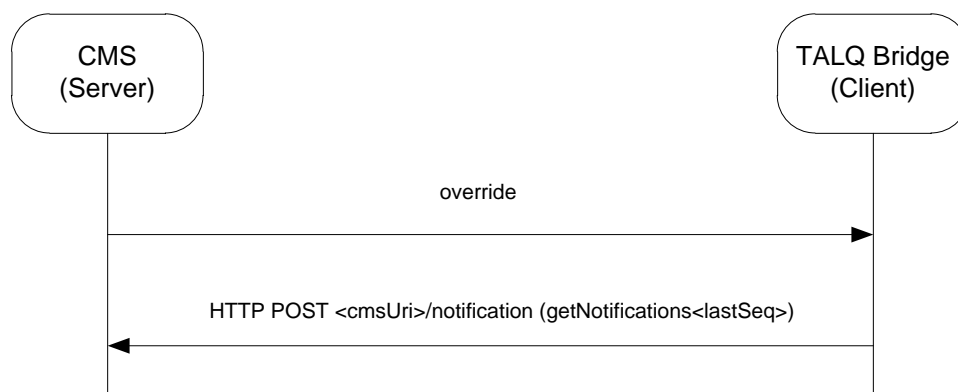 CMS
(Server)
TALQ Bridge
(Client)
override
HTTP POST <cmsUri>/notification (getNotifications<lastSeq>)